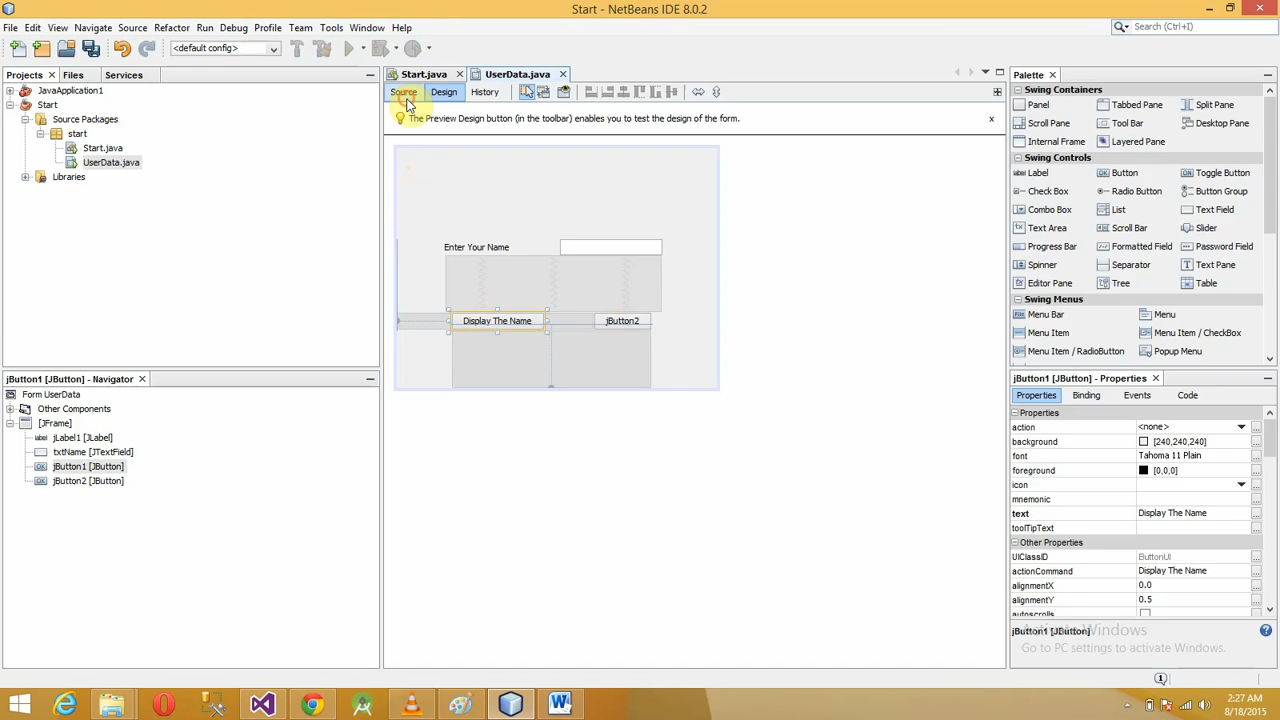 Start - NetBeans IDE 8.0.2
File Edit View Navigate Source Refactor Run Debug Profile Team Tools Window Help
Search (Ctrl+I)
<default config>
Projects Files Services
Start.java UserData.java
Palette
Source Design History
The Preview Design button (in the toolbar) enables you to test the design of the form.
JavaApplication1
Start
Source Packages
start
Start.java
UserData.java
Libraries
Enter Your Name
Display The Name jButton2
Swing Containers
Panel Tabbed Pane Split Pane
Scroll Pane Tool Bar Desktop Pane
Internal Frame Layered Pane
Swing Controls
Label Button Toggle Button
Check Box Radio Button Button Group
Combo Box List Text Field
Text Area Scroll Bar Slider
Progress Bar Formatted Field Password Field
Spinner Separator Text Pane
Editor Pane Tree Table
Swing Menus
Menu Bar Menu
Menu Item Menu Item / CheckBox
Menu Item / RadioButton Popup Menu
jButton1 [JButton] - Navigator
Form UserData
Other Components
[JFrame]
jLabel1 [JLabel]
txtName [JTextField]
jButton1 [JButton]
jButton2 [JButton]
jButton1 [JButton] - Properties
Properties Binding Events Code
Properties
action <none>
background [240,240,240]
font Tahoma 11 Plain
foreground [0,0,0]
icon
mnemonic
text Display The Name
toolTipText
Other Properties
UIClassID ButtonUI
actionCommand Display The Name
alignmentX 0.0
alignmentY 0.5
autoscrolls
jButton1 [JButton]
Activate Windows
Go to PC settings to activate Windows.
2:27 AM
8/18/2015